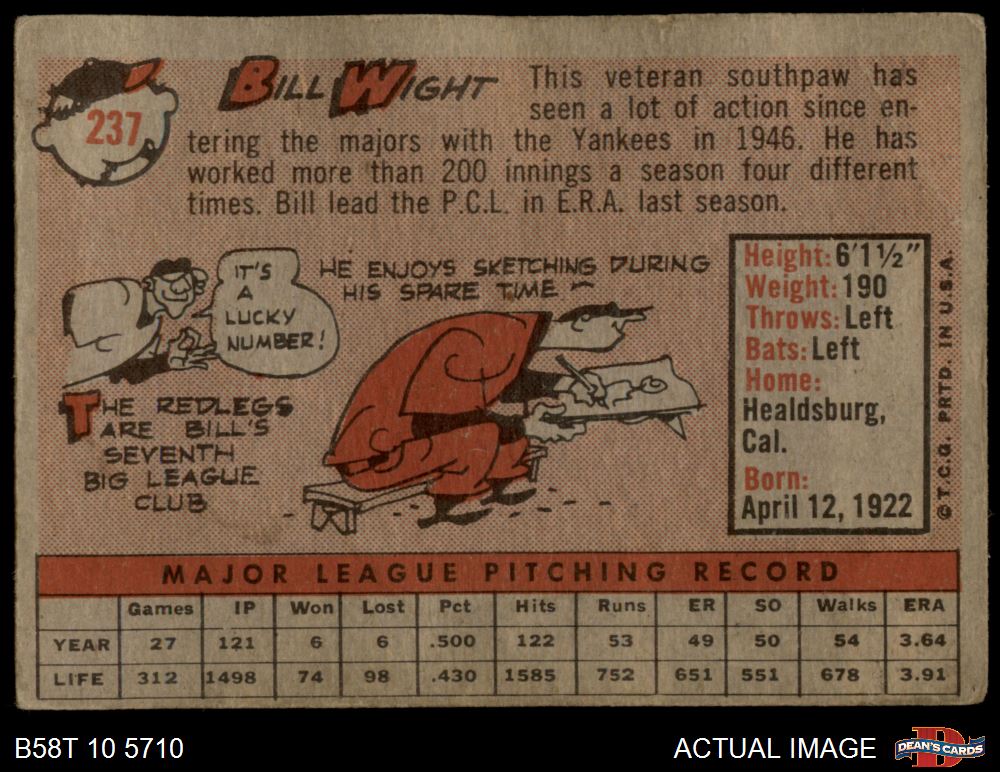 237
BILL WIGHT
This veteran southpaw has
seen a lot of action since en-
tering the majors with the Yankees in 1946. He has
worked more than 200 innings a season four different
times. Bill lead the P.C.L. in E.R.A. last season.
IT'S
A
LUCKY
NUMBER!
THE REDLEGS
ARE BILL'S
SEVENTH
BIG LEAGUE
CLUB
HE ENJOYS SKETCHING DURING
HIS SPARE TIME
Height: 6'1½"
Weight: 190
Throws: Left
Bats: Left
Home:
Healdsburg,
Cal.
Born:
April 12, 1922
© T.C.G. PRTD. IN U.S.A.
MAJOR LEAGUE PITCHING RECORD
Games IP Won Lost Pct Hits Runs ER SO Walks ERA
YEAR 27 121 6 6 .500 122 53 49 50 54 3.64
LIFE 312 1498 74 98 .430 1585 752 651 551 678 3.91
B58T 10 5710
ACTUAL IMAGE
D
DEAN'S CARDS